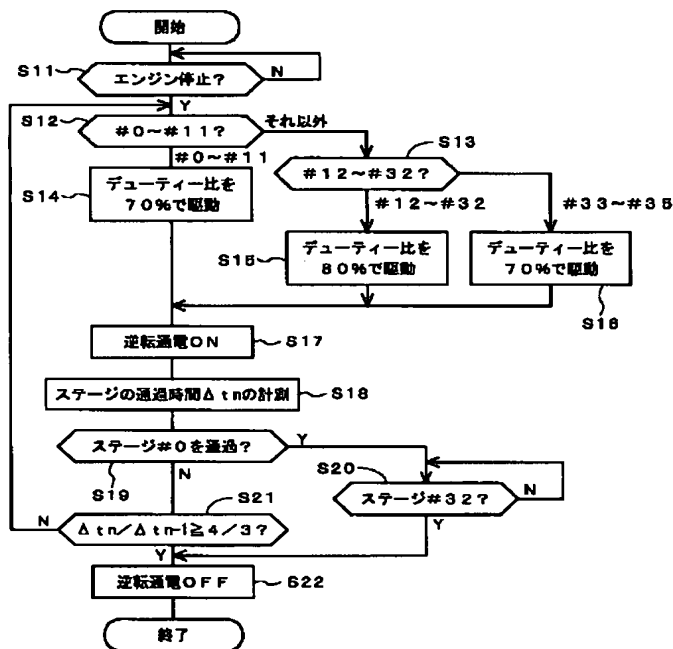 開始
S11
エンジン停止?
N
Y
S12
#0~#11?
それ以外
S13
#0~#11
#12~#32?
S14
デューティー比を
70%で駆動
#12~#32
#33~#35
S15
デューティー比を
80%で駆動
デューティー比を
70%で駆動
S16
逆転通電ON
S17
ステージの通過時間Δtnの計測
S18
ステージ#0を通過?
Y
S19
N
S20
ステージ#32?
N
S21
N
Δtn/Δtn-1≧4/3?
Y
Y
逆転通電OFF
S22
終了